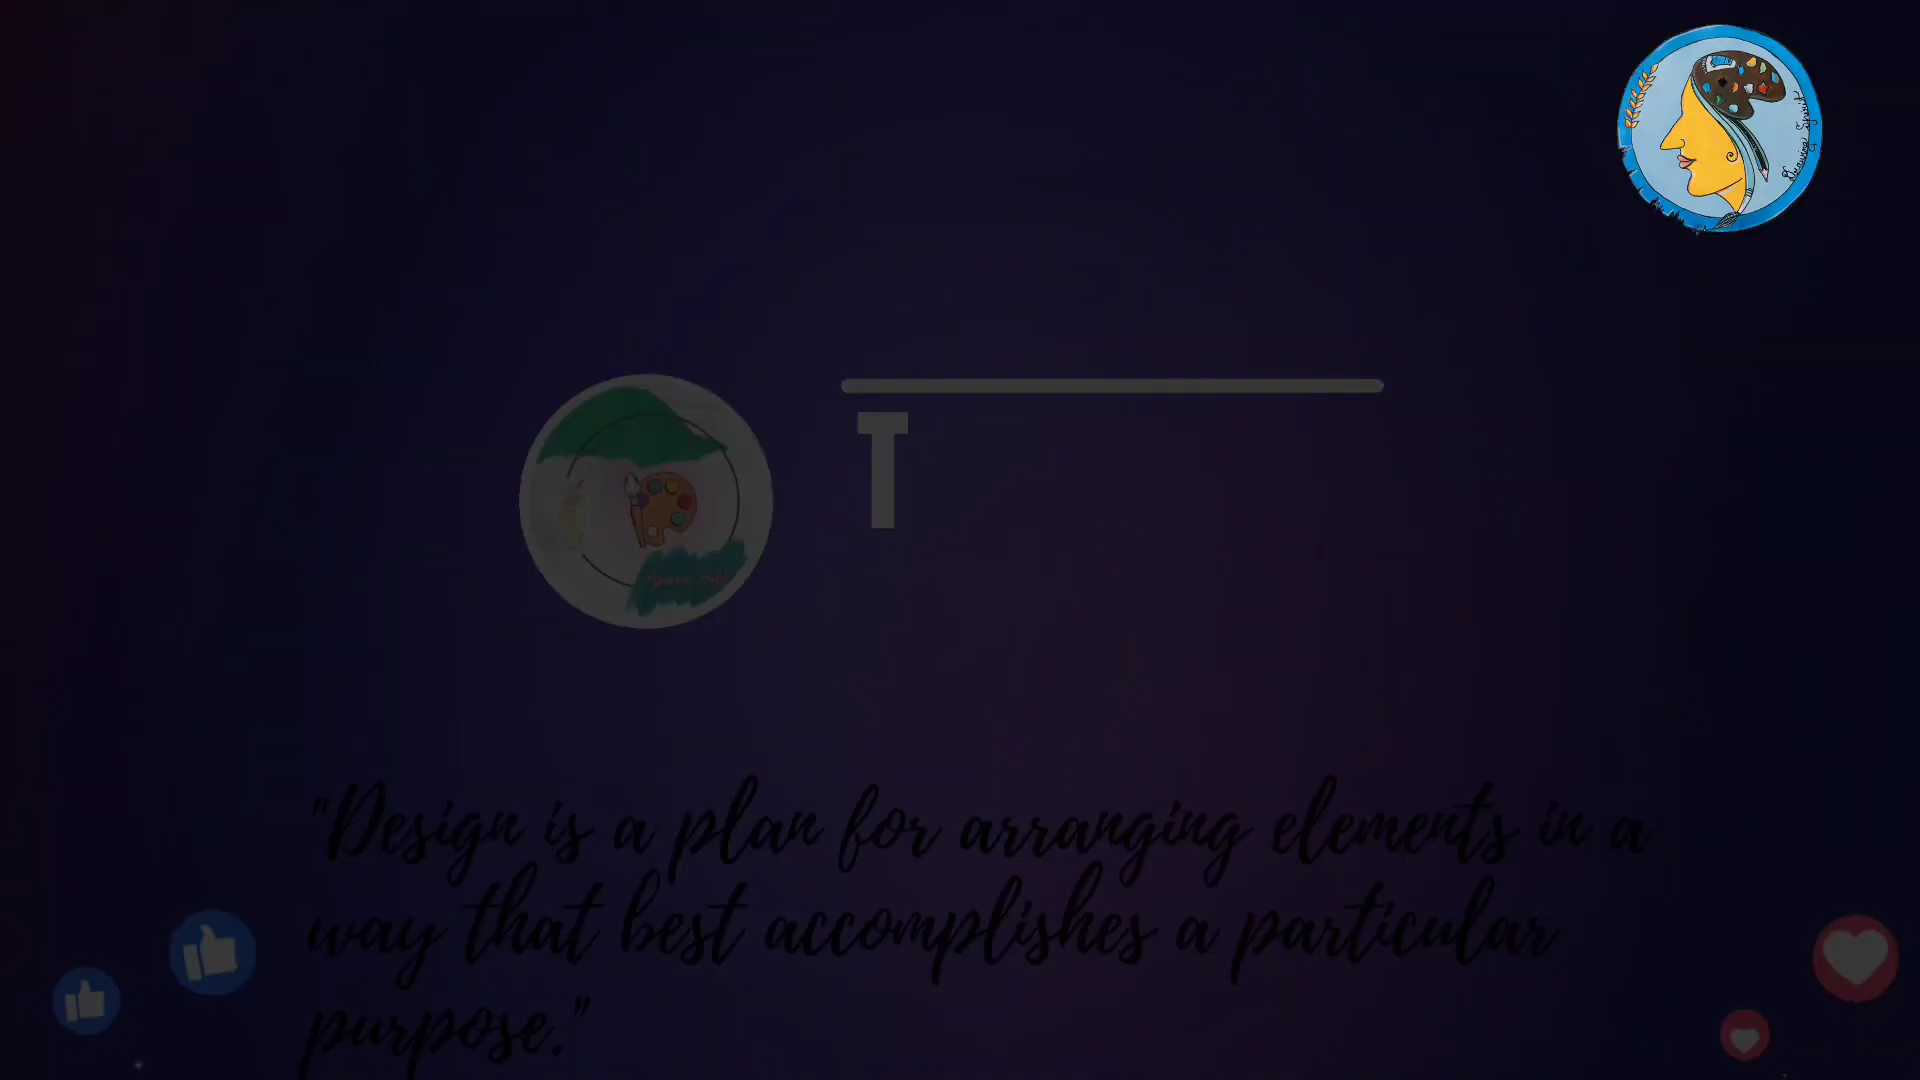 T
"Design is a plan for arranging elements in a
way that best accomplishes a particular
purpose."